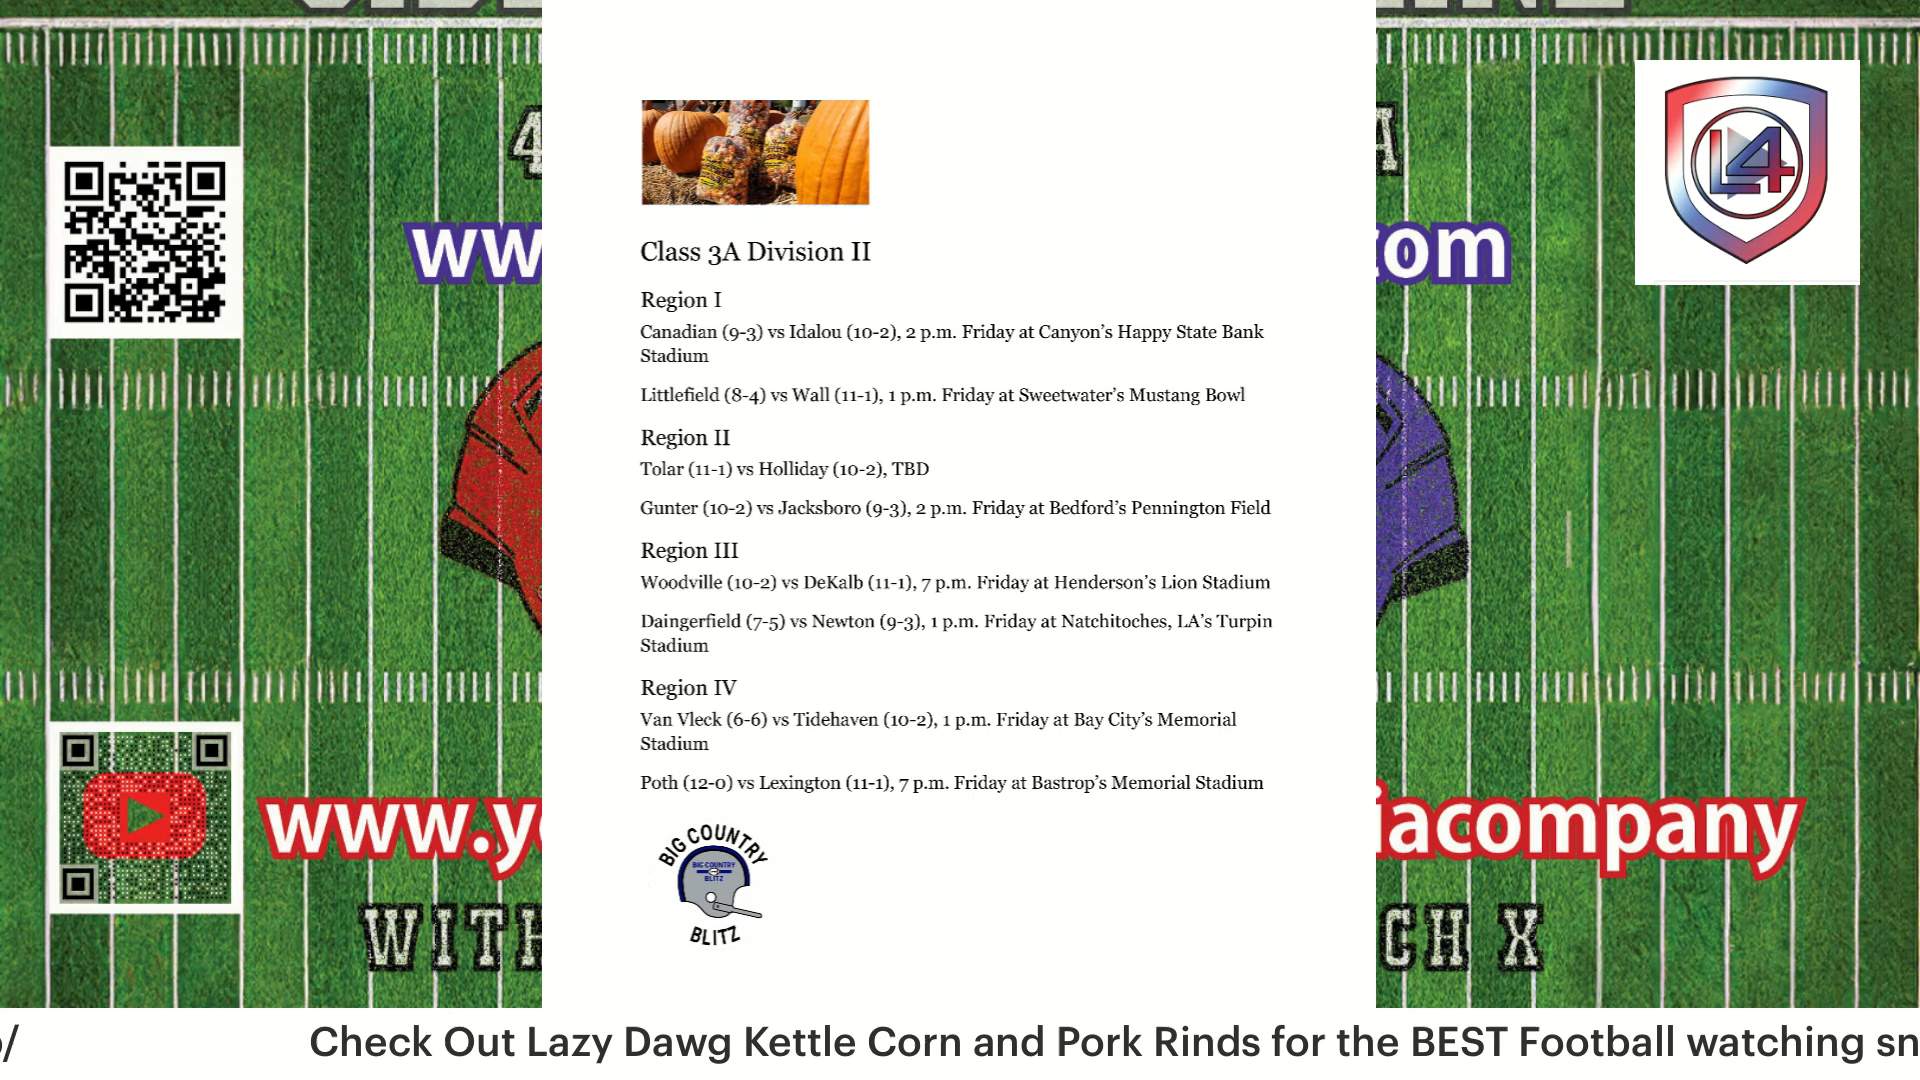 L4
Class 3A Division II
Region I
Canadian (9-3) vs Idalou (10-2), 2 p.m. Friday at Canyon’s Happy State Bank
Stadium
Littlefield (8-4) vs Wall (11-1), 1 p.m. Friday at Sweetwater’s Mustang Bowl
Region II
Tolar (11-1) vs Holliday (10-2), TBD
Gunter (10-2) vs Jacksboro (9-3), 2 p.m. Friday at Bedford’s Pennington Field
Region III
Woodville (10-2) vs DeKalb (11-1), 7 p.m. Friday at Henderson’s Lion Stadium
Daingerfield (7-5) vs Newton (9-3), 1 p.m. Friday at Natchitoches, LA’s Turpin
Stadium
Region IV
Van Vleck (6-6) vs Tidehaven (10-2), 1 p.m. Friday at Bay City’s Memorial
Stadium
Poth (12-0) vs Lexington (11-1), 7 p.m. Friday at Bastrop’s Memorial Stadium
BIG COUNTRY
BIG COUNTRY
BLITZ
BLITZ
ww om
www.y iacompany
WITH CH X
/ Check Out Lazy Dawg Kettle Corn and Pork Rinds for the BEST Football watching sn